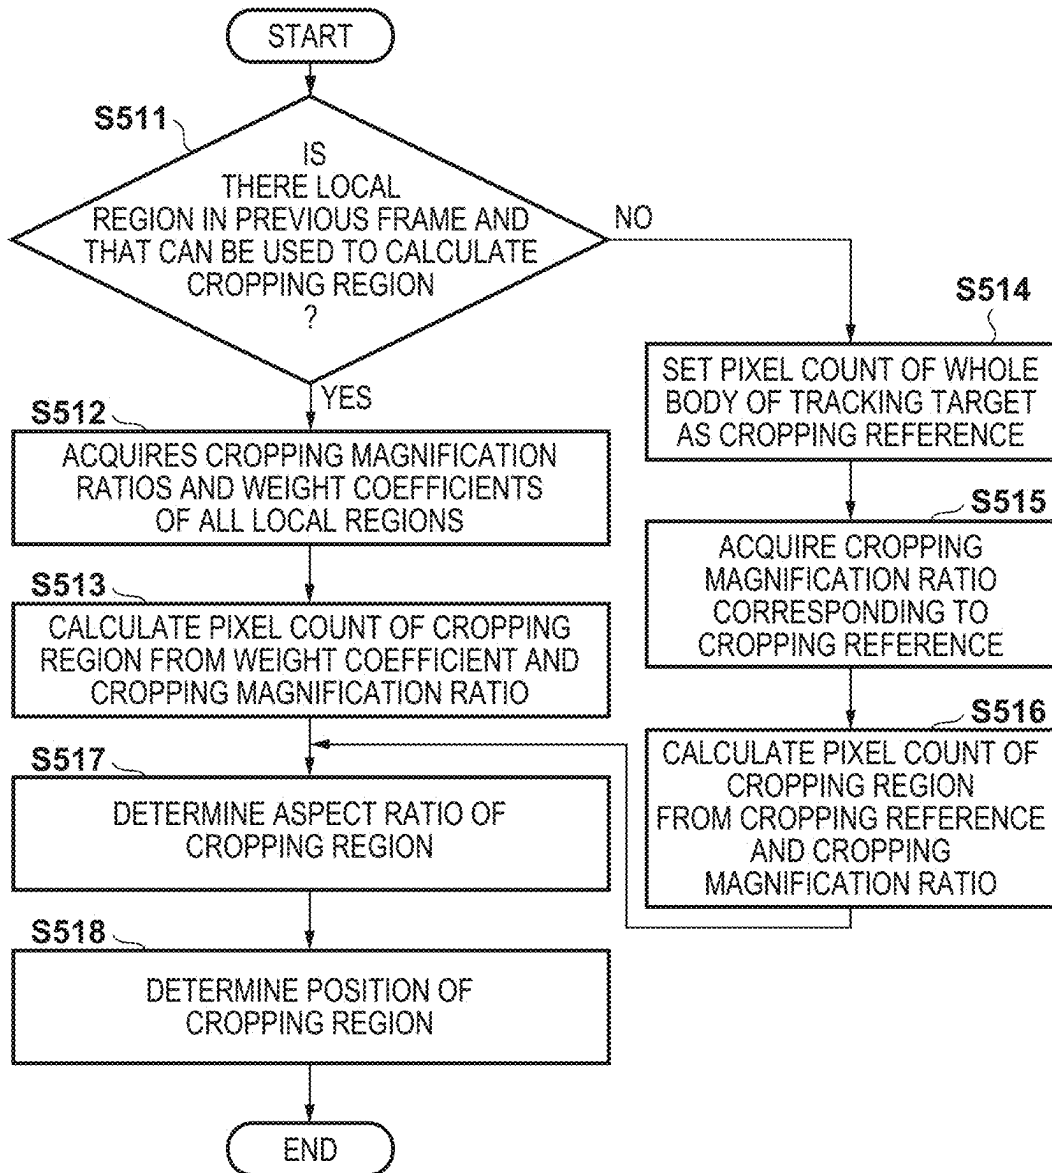 START
S511
IS
THERE LOCAL
REGION IN PREVIOUS FRAME AND
THAT CAN BE USED TO CALCULATE
CROPPING REGION
?
NO
YES
S512
ACQUIRES CROPPING MAGNIFICATION
RATIOS AND WEIGHT COEFFICIENTS
OF ALL LOCAL REGIONS
S513
CALCULATE PIXEL COUNT OF CROPPING
REGION FROM WEIGHT COEFFICIENT AND
CROPPING MAGNIFICATION RATIO
S514
SET PIXEL COUNT OF WHOLE
BODY OF TRACKING TARGET
AS CROPPING REFERENCE
S515
ACQUIRE CROPPING
MAGNIFICATION RATIO
CORRESPONDING TO
CROPPING REFERENCE
S516
CALCULATE PIXEL COUNT OF
CROPPING REGION
FROM CROPPING REFERENCE
AND CROPPING
MAGNIFICATION RATIO
S517
DETERMINE ASPECT RATIO OF
CROPPING REGION
S518
DETERMINE POSITION OF
CROPPING REGION
END